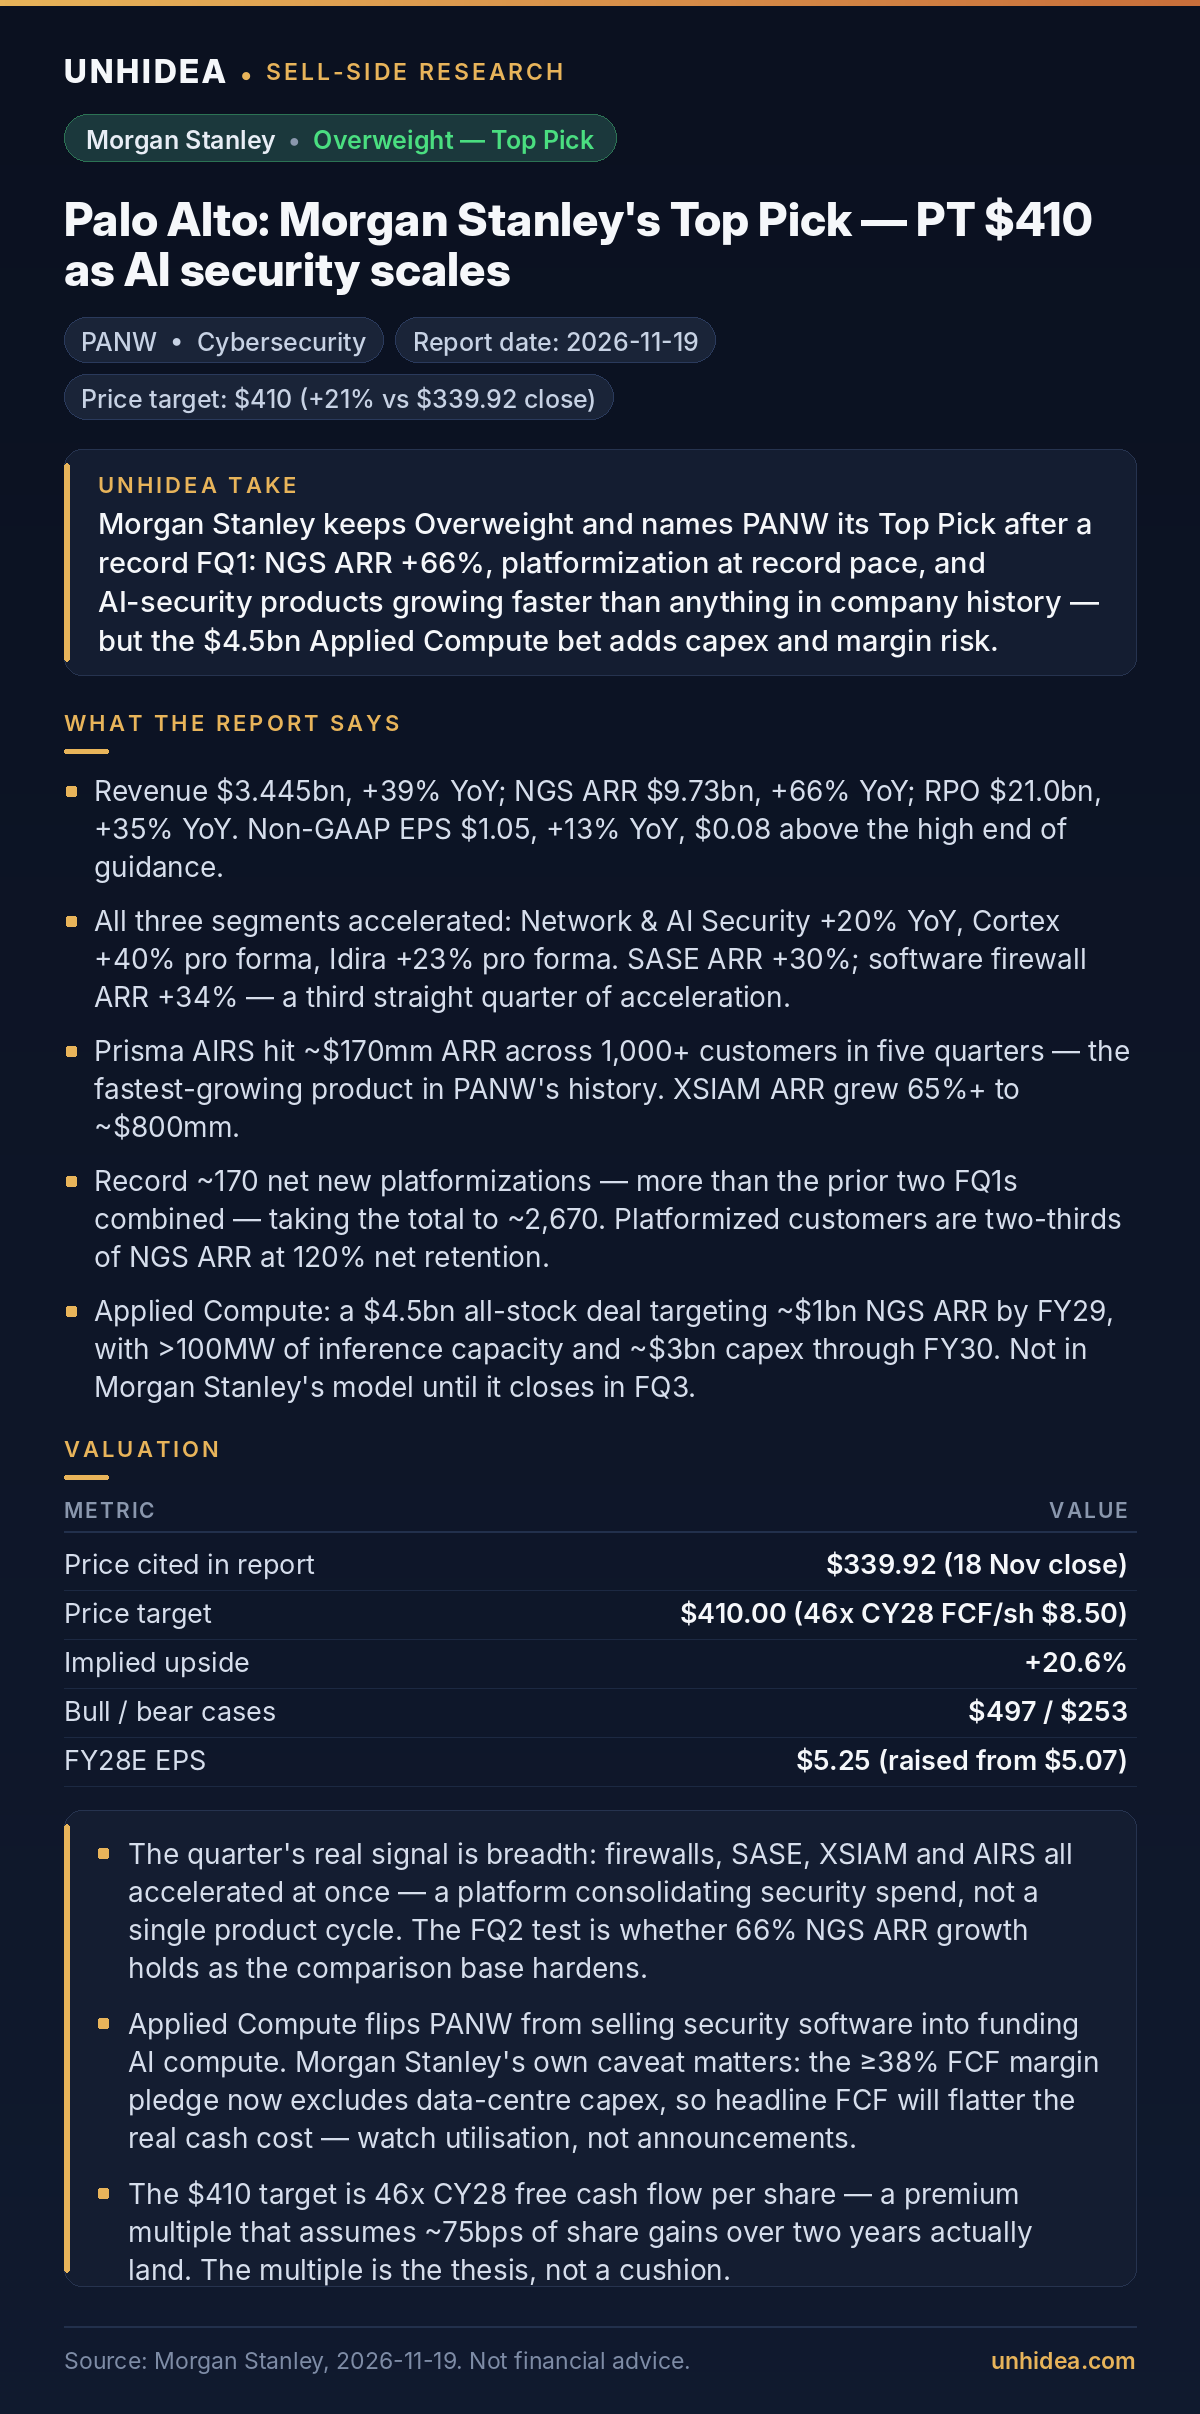 UNHIDEA • SELL-SIDE RESEARCH
Morgan Stanley • Overweight — Top Pick
Palo Alto: Morgan Stanley's Top Pick — PT $410
as AI security scales
PANW • Cybersecurity
Report date: 2026-11-19
Price target: $410 (+21% vs $339.92 close)
UNHIDEA TAKE
Morgan Stanley keeps Overweight and names PANW its Top Pick after a
record FQ1: NGS ARR +66%, platformization at record pace, and
AI-security products growing faster than anything in company history —
but the $4.5bn Applied Compute bet adds capex and margin risk.
WHAT THE REPORT SAYS
Revenue $3.445bn, +39% YoY; NGS ARR $9.73bn, +66% YoY; RPO $21.0bn,
+35% YoY. Non-GAAP EPS $1.05, +13% YoY, $0.08 above the high end of
guidance.
All three segments accelerated: Network & AI Security +20% YoY, Cortex
+40% pro forma, Idira +23% pro forma. SASE ARR +30%; software firewall
ARR +34% — a third straight quarter of acceleration.
Prisma AIRS hit ~$170mm ARR across 1,000+ customers in five quarters — the
fastest-growing product in PANW's history. XSIAM ARR grew 65%+ to
~$800mm.
Record ~170 net new platformizations — more than the prior two FQ1s
combined — taking the total to ~2,670. Platformized customers are two-thirds
of NGS ARR at 120% net retention.
Applied Compute: a $4.5bn all-stock deal targeting ~$1bn NGS ARR by FY29,
with >100MW of inference capacity and ~$3bn capex through FY30. Not in
Morgan Stanley's model until it closes in FQ3.
VALUATION
METRIC VALUE
Price cited in report $339.92 (18 Nov close)
Price target $410.00 (46x CY28 FCF/sh $8.50)
Implied upside +20.6%
Bull / bear cases $497 / $253
FY28E EPS $5.25 (raised from $5.07)
The quarter's real signal is breadth: firewalls, SASE, XSIAM and AIRS all
accelerated at once — a platform consolidating security spend, not a
single product cycle. The FQ2 test is whether 66% NGS ARR growth
holds as the comparison base hardens.
Applied Compute flips PANW from selling security software into funding
AI compute. Morgan Stanley's own caveat matters: the ≥38% FCF margin
pledge now excludes data-centre capex, so headline FCF will flatter the
real cash cost — watch utilisation, not announcements.
The $410 target is 46x CY28 free cash flow per share — a premium
multiple that assumes ~75bps of share gains over two years actually
land. The multiple is the thesis, not a cushion.
Source: Morgan Stanley, 2026-11-19. Not financial advice.
unhidea.com